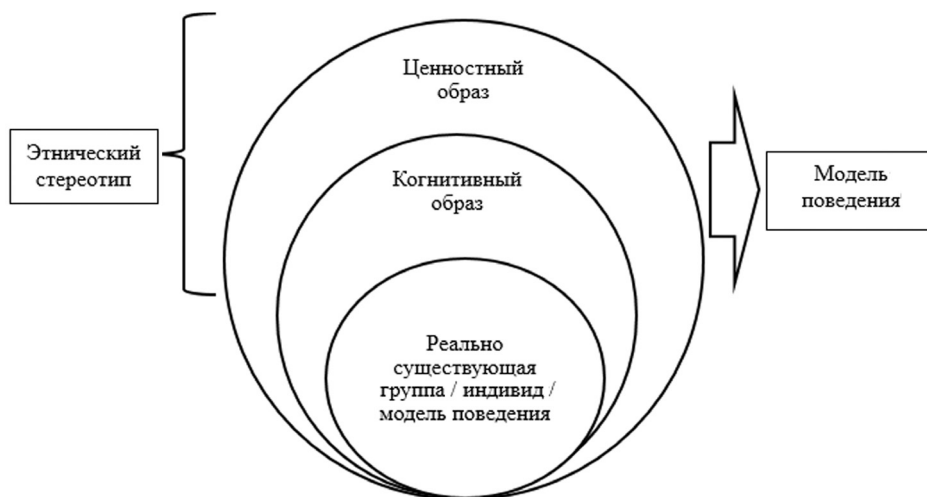 Ценностный
образ
Этнический
стереотип
Когнитивный
образ
Модель
поведения
Реально
существующая
группа / индивид /
модель поведения